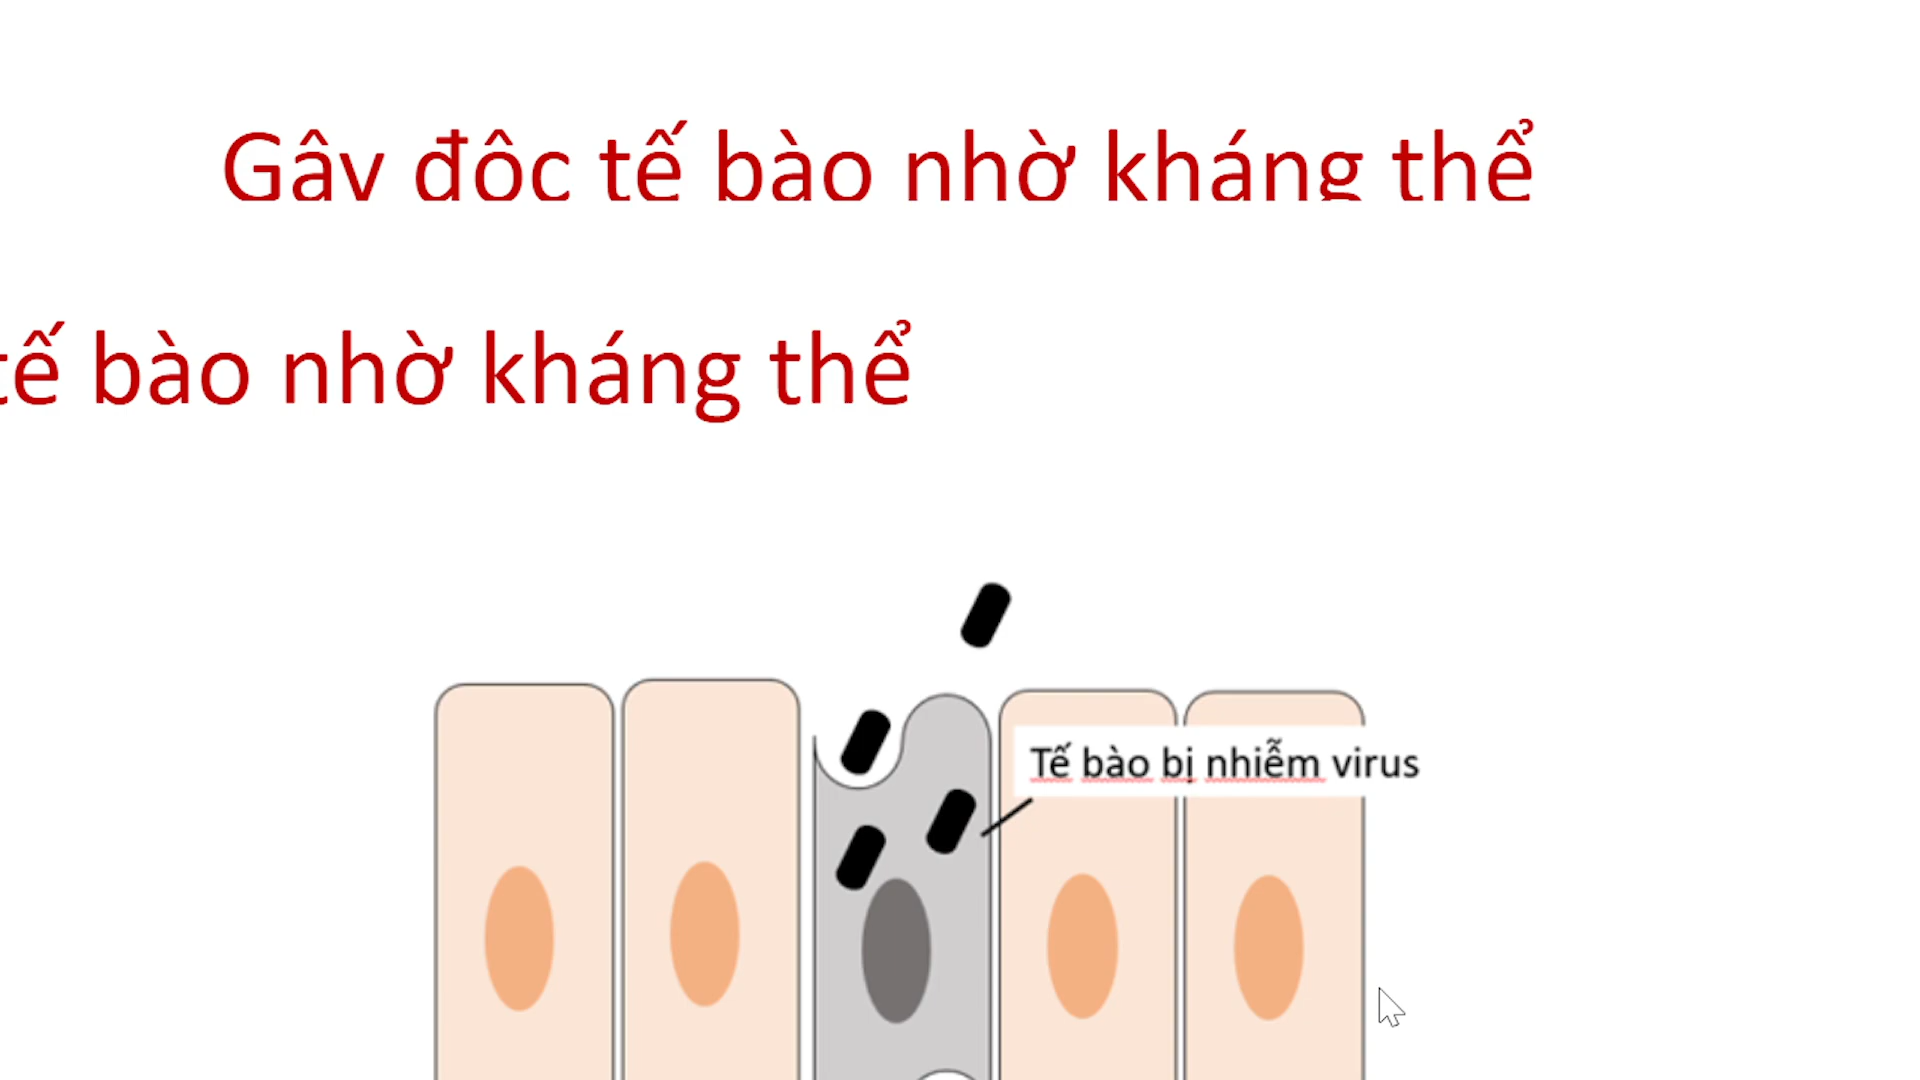 Gây độc tế bào nhờ kháng thể
tế bào nhờ kháng thể
Tế bào bị nhiễm virus